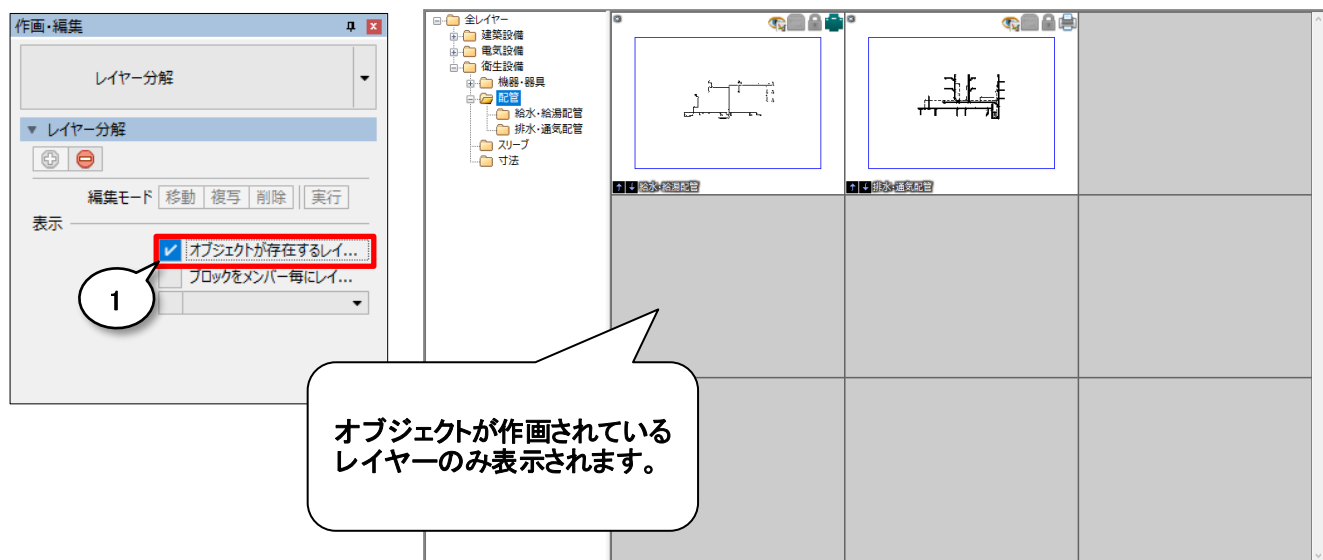 作画・編集
レイヤー分解
レイヤー分解
編集モード 移動 複写 削除 実行
表示
オブジェクトが存在するレイ...
ブロックをメンバー毎にレイ...
1
全レイヤー
建築設備
電気設備
衛生設備
機器・器具
配管
給水・給湯配管
排水・通気配管
スリーブ
寸法
給水・給湯配管
排水・通気配管
オブジェクトが作画されている
レイヤーのみ表示されます。